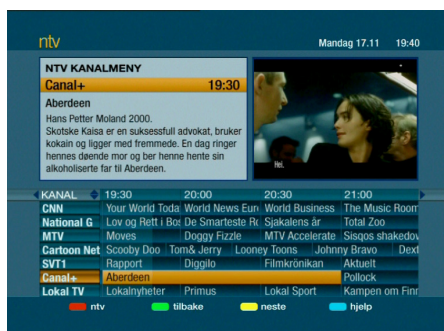 ntv
Mandag 17.11 19:40
NTV KANALMENY
Canal+ 19:30
Aberdeen
Hans Petter Moland 2000.
Skotske Kaisa er en suksessfull advokat, bruker
kokain og ligger med fremmede. En dag ringer
hennes døende mor og ber henne hente sin
alkoholiserte far til Aberdeen.
Hei.
KANAL 19:30 20:00 20:30 21:00
CNN Your World Toda World News Eur World Business The Music Room
National G Lov og Rett i Bos De Smarteste Ro Sjakalens år Total Zoo
MTV Moves Doggy Fizzle MTV Accelerate Sisqos shakedov
Cartoon Net Scooby Doo Tom& Jerry Looney Toons Johnny Bravo Dext
SVT1 Rapport Diggilo Filmkrönikan Aktuelt
Canal+ Aberdeen Pollock
Lokal TV Lokalnyheter Primus Lokal Sport Kampen om Finr
ntv tilbake neste hjelp